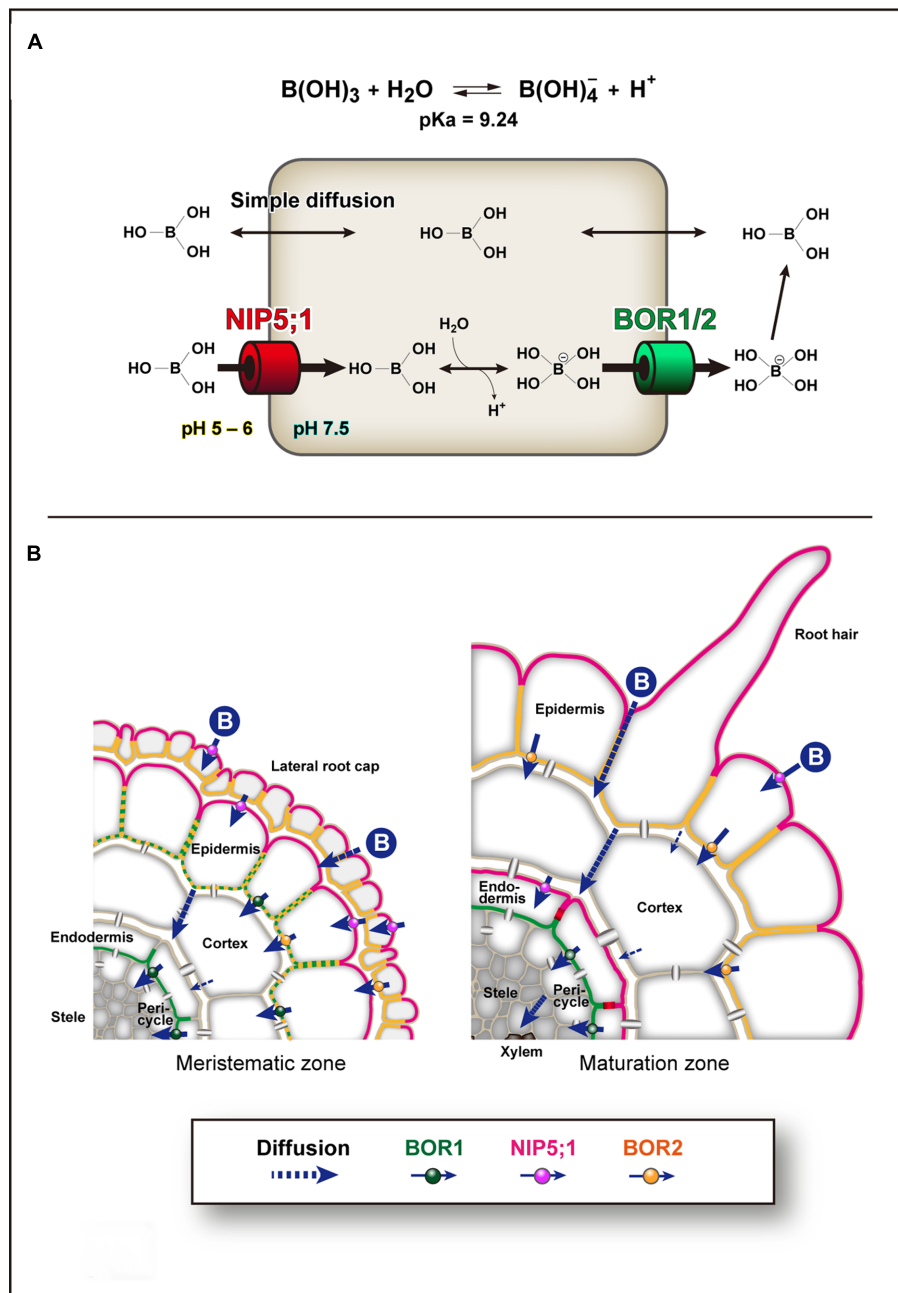 A
B(OH)₃ + H₂O ⇌ B(OH)₄⁻ + H⁺
pKa = 9.24
Simple diffusion
OH
HO B
OH
OH
HO B
OH
OH
HO B
OH
NIP5;1
BOR1/2
OH
HO B
OH
OH
HO B
OH
H₂O
H⁺
HO OH
B ⊖
HO OH
HO OH
B ⊖
HO OH
pH 5 – 6
pH 7.5
B
Root hair
B
Epidmeris
B
Lateral root cap
B
Epidermis
B
Endo-
dermis
Cortex
Cortex
Endodermis
Stele
Peri-
cycle
Stele
Peri-
cycle
Xylem
Meristematic zone
Maturation zone
Diffusion
BOR1
NIP5;1
BOR2